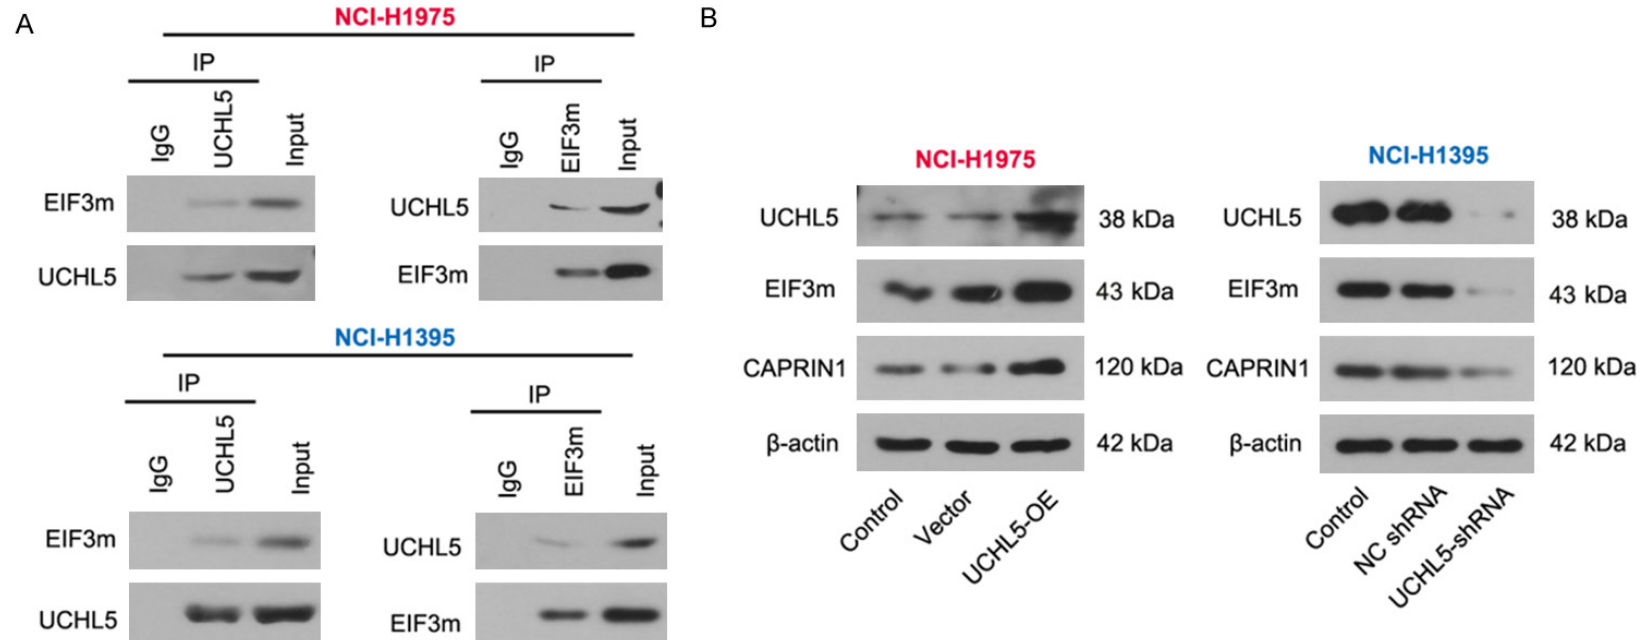 A
NCI-H1975
IP
IgG
UCHL5
Input
EIF3m
UCHL5
IP
IgG
EIF3m
Input
UCHL5
EIF3m
NCI-H1395
IP
IgG
UCHL5
Input
EIF3m
UCHL5
IP
IgG
EIF3m
Input
UCHL5
EIF3m
B
NCI-H1975
UCHL5 38 kDa
EIF3m 43 kDa
CAPRIN1 120 kDa
β-actin 42 kDa
Control
Vector
UCHL5-OE
NCI-H1395
UCHL5 38 kDa
EIF3m 43 kDa
CAPRIN1 120 kDa
β-actin 42 kDa
Control
NC shRNA
UCHL5-shRNA